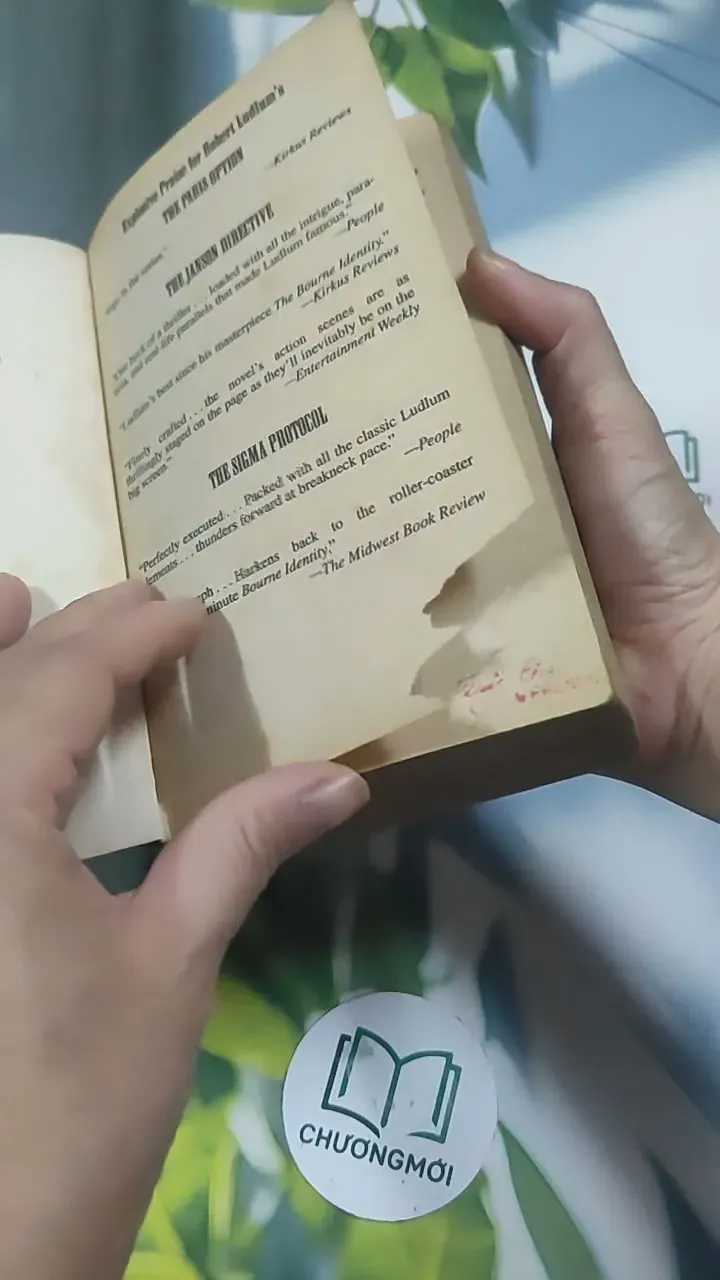 Explosive Praise for Robert Ludlum's
THE PARIS OPTION
—Kirkus Reviews
THE JANSON DIRECTIVE
of a thriller... loaded with all the intrigue, para-
and real-life parallels that made Ludlum famous."
—People
"Ludlum's best since his masterpiece The Bourne Identity."
—Kirkus Reviews
"Finely crafted... the novel's action scenes are as
thrillingly staged on the page as they'll inevitably be on the
big screen."
—Entertainment Weekly
THE SIGMA PROTOCOL
"Perfectly executed... Packed with all the classic Ludlum
lements... thunders forward at breakneck pace."
—People
ph... Harkens back to the roller-coaster
minute Bourne Identity."
—The Midwest Book Review
CHƯƠNGMỚI